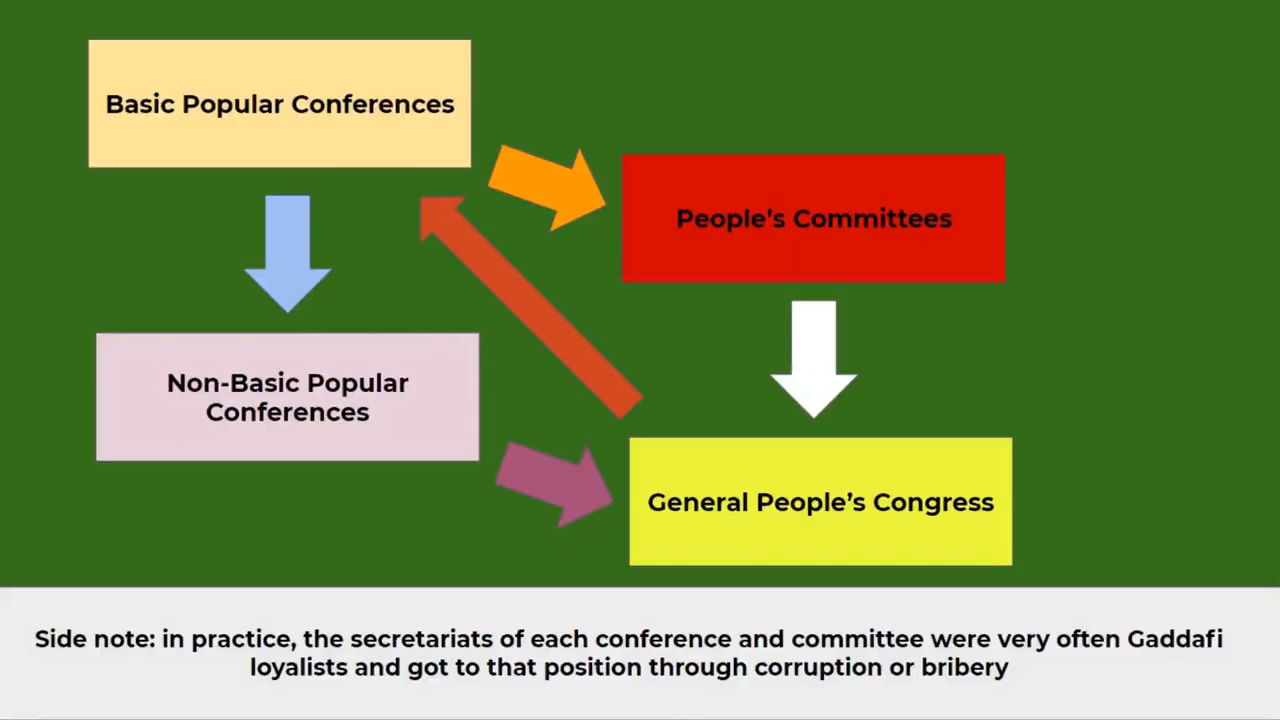 Basic Popular Conferences
People’s Committees
Non-Basic Popular
Conferences
General People’s Congress
Side note: in practice, the secretariats of each conference and committee were very often Gaddafi
loyalists and got to that position through corruption or bribery